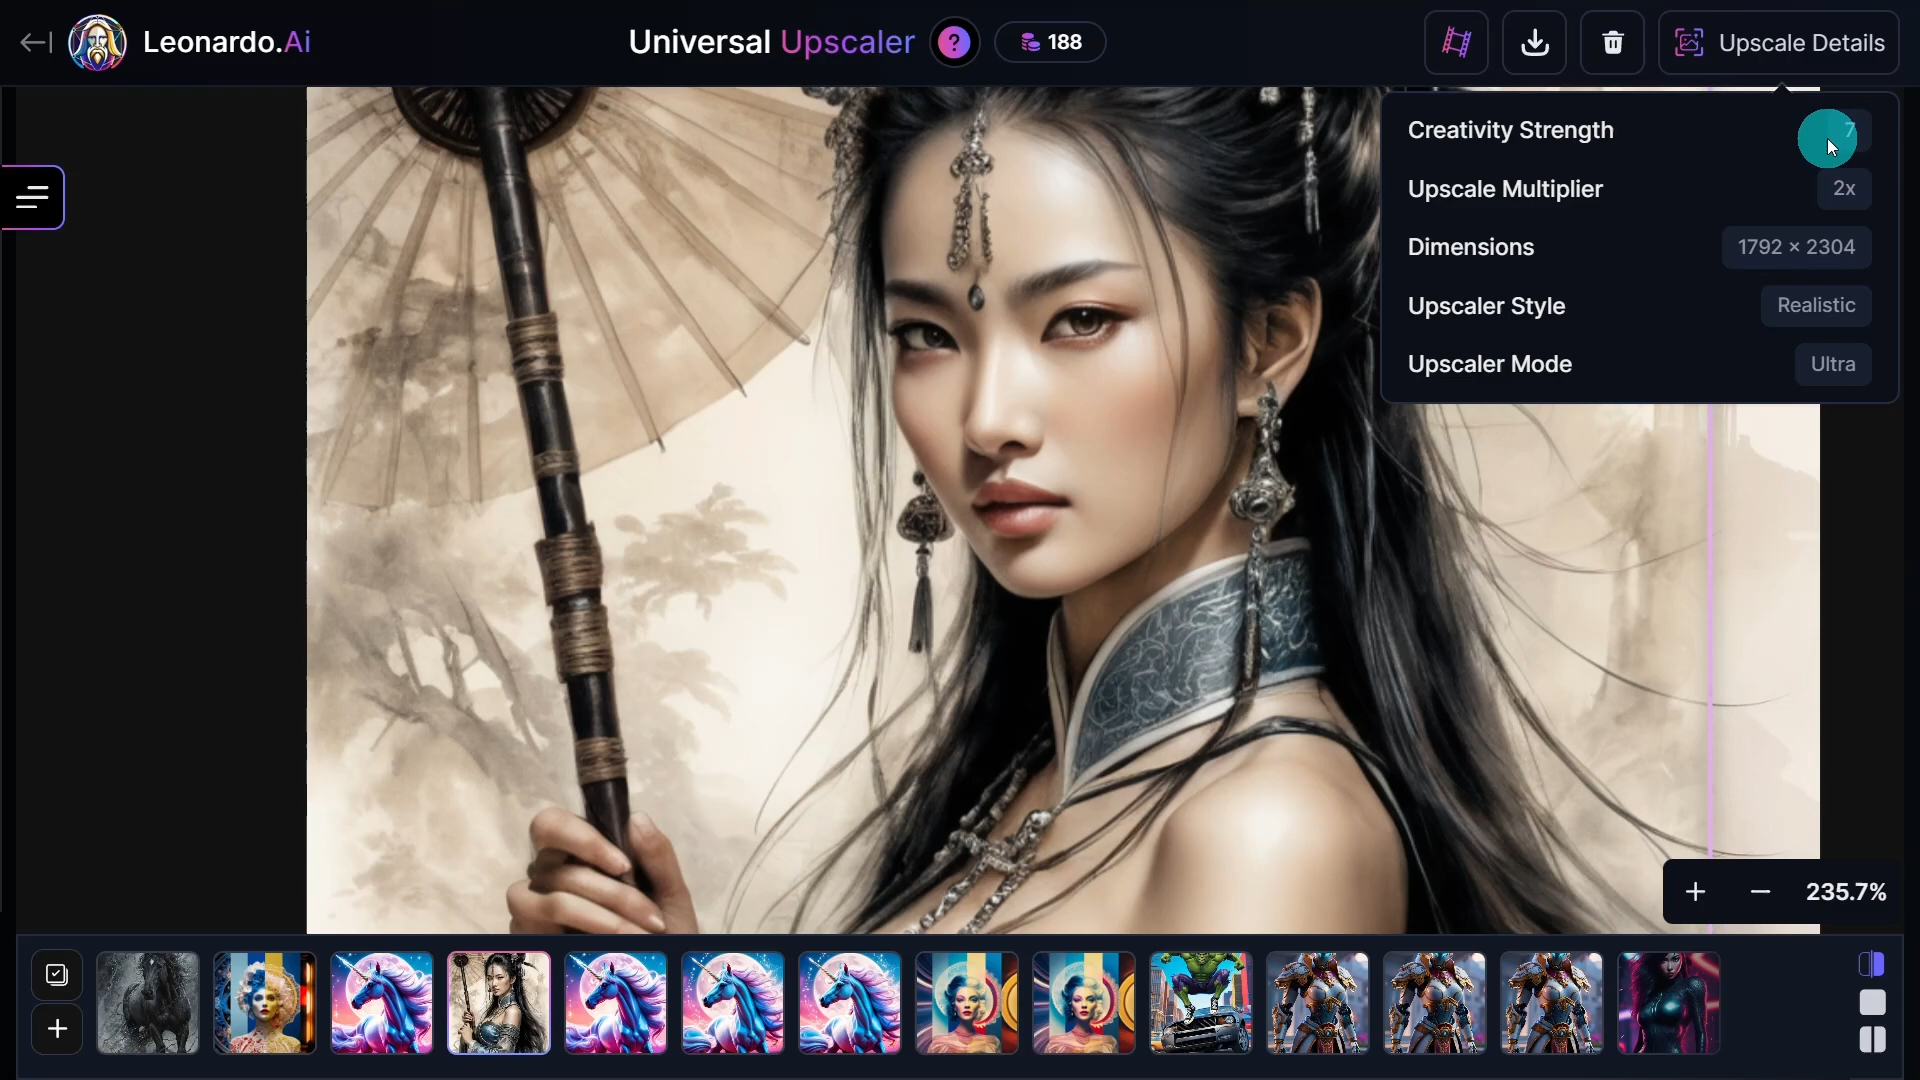 Leonardo.Ai
Universal Upscaler
?
188
Upscale Details
Creativity Strength 7
Upscale Multiplier 2x
Dimensions 1792 × 2304
Upscaler Style Realistic
Upscaler Mode Ultra
+ − 235.7%